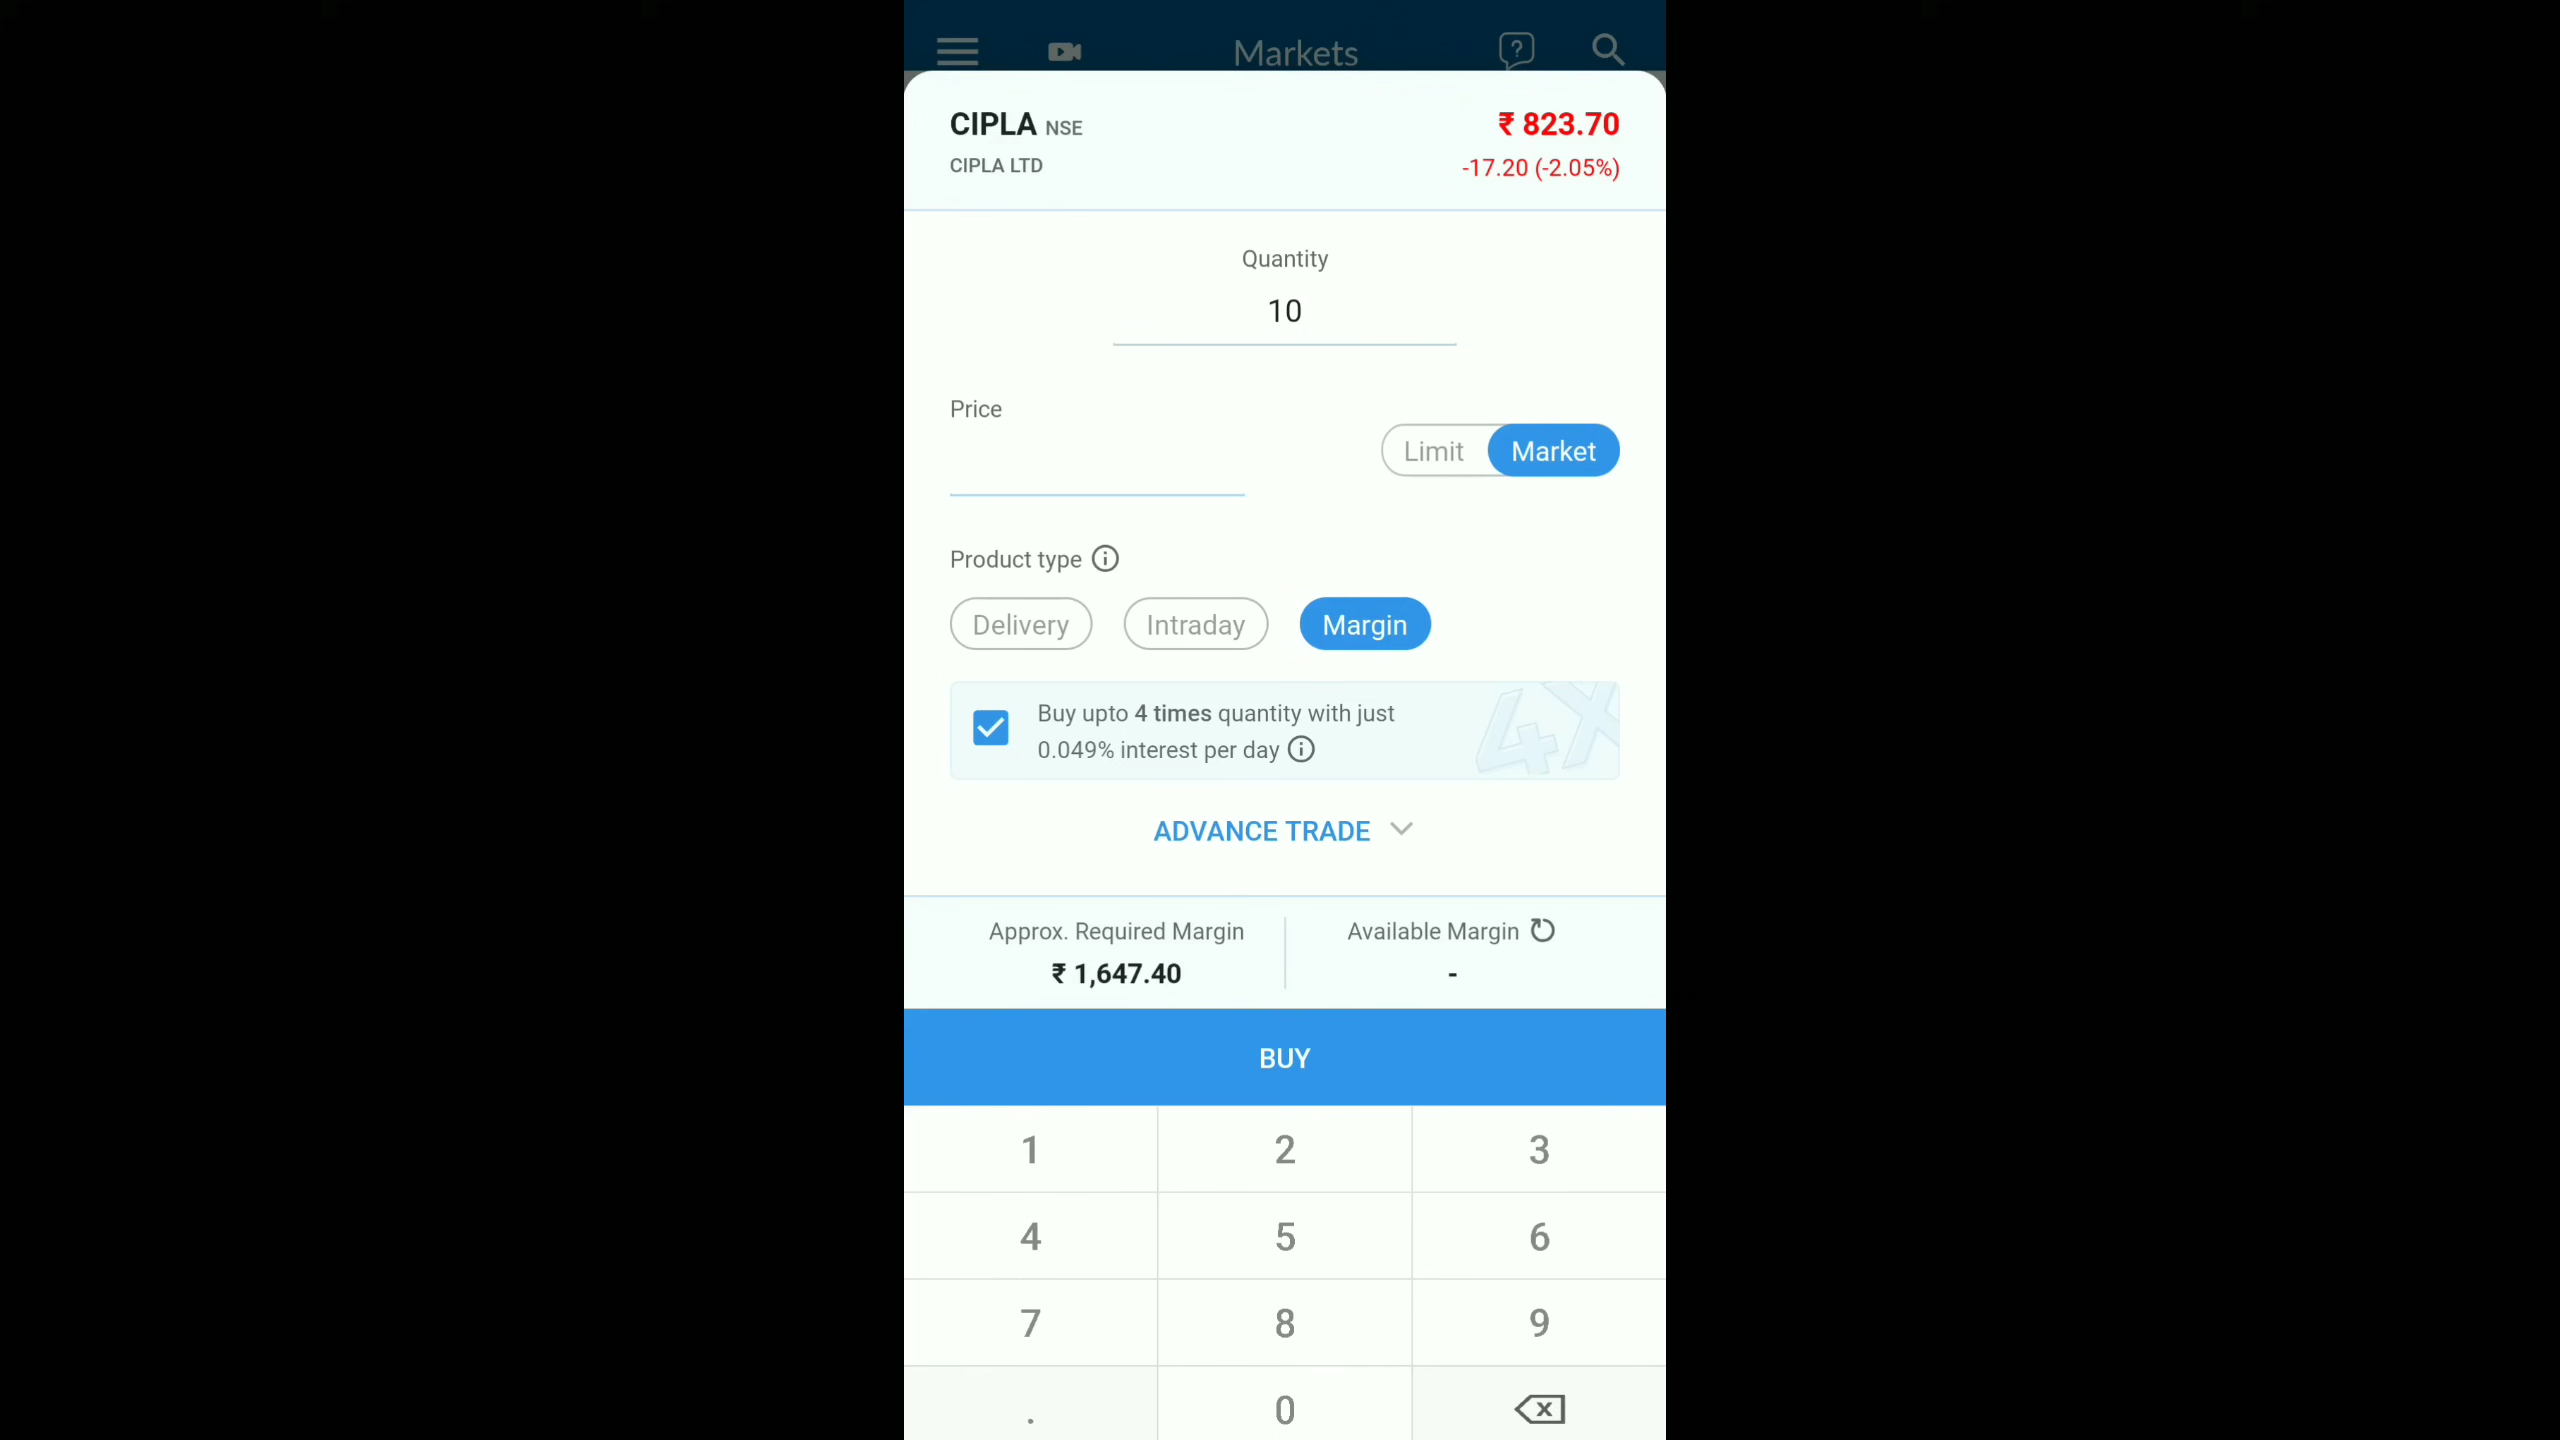 Markets
CIPLA NSE
₹ 823.70
CIPLA LTD
-17.20 (-2.05%)
Quantity
10
Price
Limit
Market
Product type
Delivery
Intraday
Margin
Buy upto 4 times quantity with just
0.049% interest per day
4X
ADVANCE TRADE
Approx. Required Margin
Available Margin
₹ 1,647.40
-
BUY
1
2
3
4
5
6
7
8
9
.
0